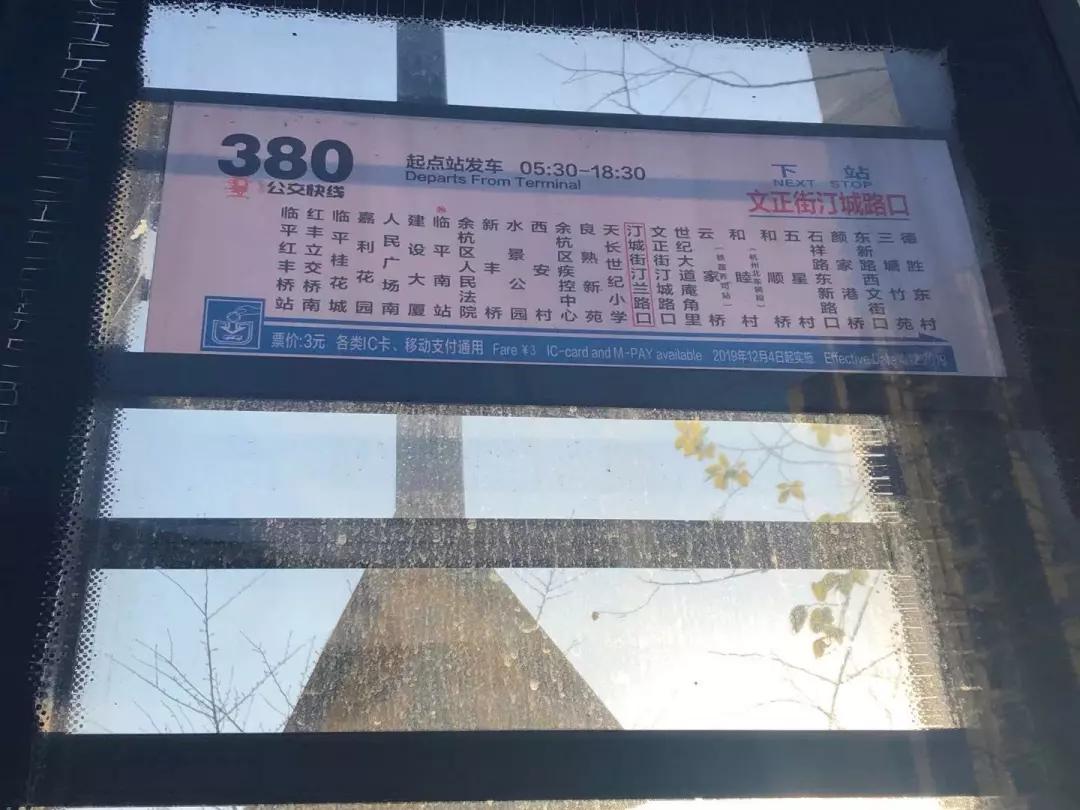 380
公交快线
起点站发车 05:30-18:30
Departs From Terminal
下 站
NEXT STOP
文正街汀城路口
临平红丰桥站
红丰立交桥南
临平桂花城
嘉利花园
人民广场南
建设大厦
临平南站
余杭区人民法院
新丰桥
水景公园
西安村
余杭区疾控中心
良熟新苑
天长世纪小学
汀城街汀兰路口
文正街汀城路口
世纪大道庵角里
云家桥
和睦村
(杭州北车辆段)
和顺桥
五星村
石祥路东新路口
颜家港桥
东新路文街口
三塘竹苑
德胜东村
票价:3元 各类IC卡、移动支付通用 Fare ¥3 IC-card and M-PAY available 2019年12月4日起实施 Effective Date